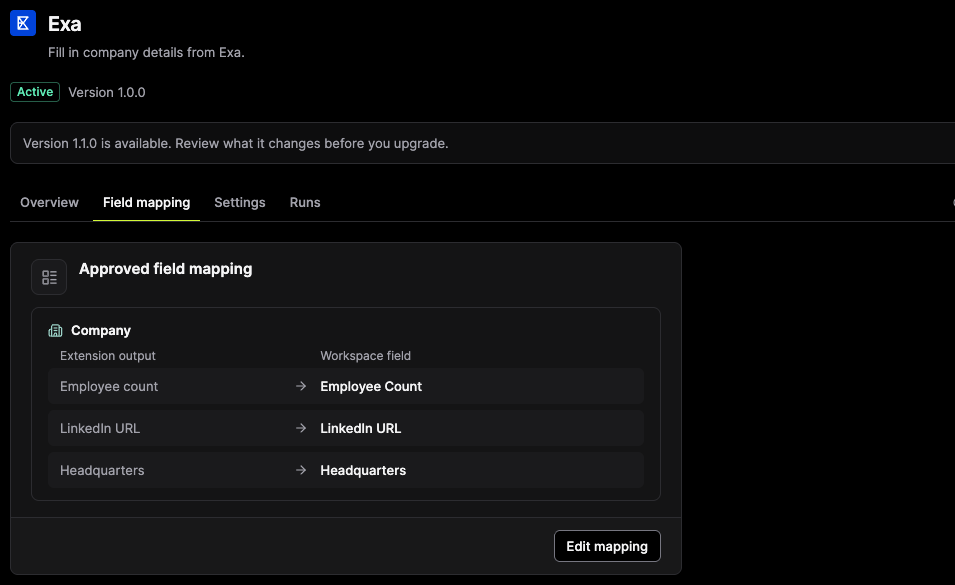 Exa
Fill in company details from Exa.
Active Version 1.0.0
Version 1.1.0 is available. Review what it changes before you upgrade.
Overview Field mapping Settings Runs
Approved field mapping
Company
Extension output Workspace field
Employee count → Employee Count
LinkedIn URL → LinkedIn URL
Headquarters → Headquarters
Edit mapping